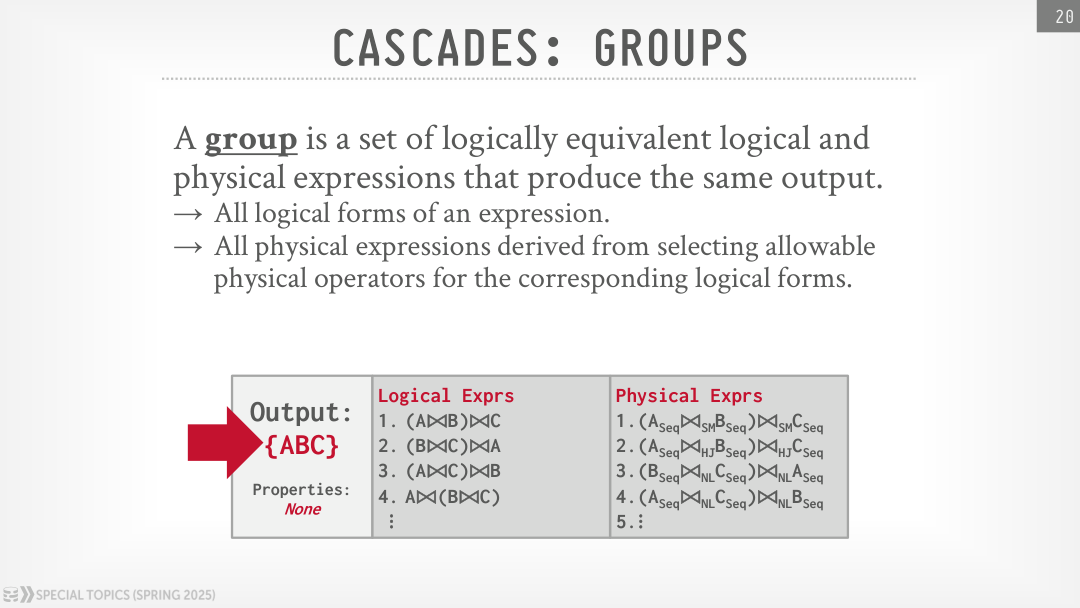 20
CASCADES: GROUPS
A group is a set of logically equivalent logical and
physical expressions that produce the same output.
→ All logical forms of an expression.
→ All physical expressions derived from selecting allowable
physical operators for the corresponding logical forms.
Output:
{ABC}
Properties:
None
Logical Exprs
1. (A⋈B)⋈C
2. (B⋈C)⋈A
3. (A⋈C)⋈B
4. A⋈(B⋈C)
⋮
Physical Exprs
1.(ASeq⋈SMBSeq)⋈SMCSeq
2.(ASeq⋈HJBSeq)⋈HJCSeq
3.(BSeq⋈NLCSeq)⋈NLASeq
4.(ASeq⋈NLCSeq)⋈NLBSeq
5.⋮
SPECIAL TOPICS (SPRING 2025)